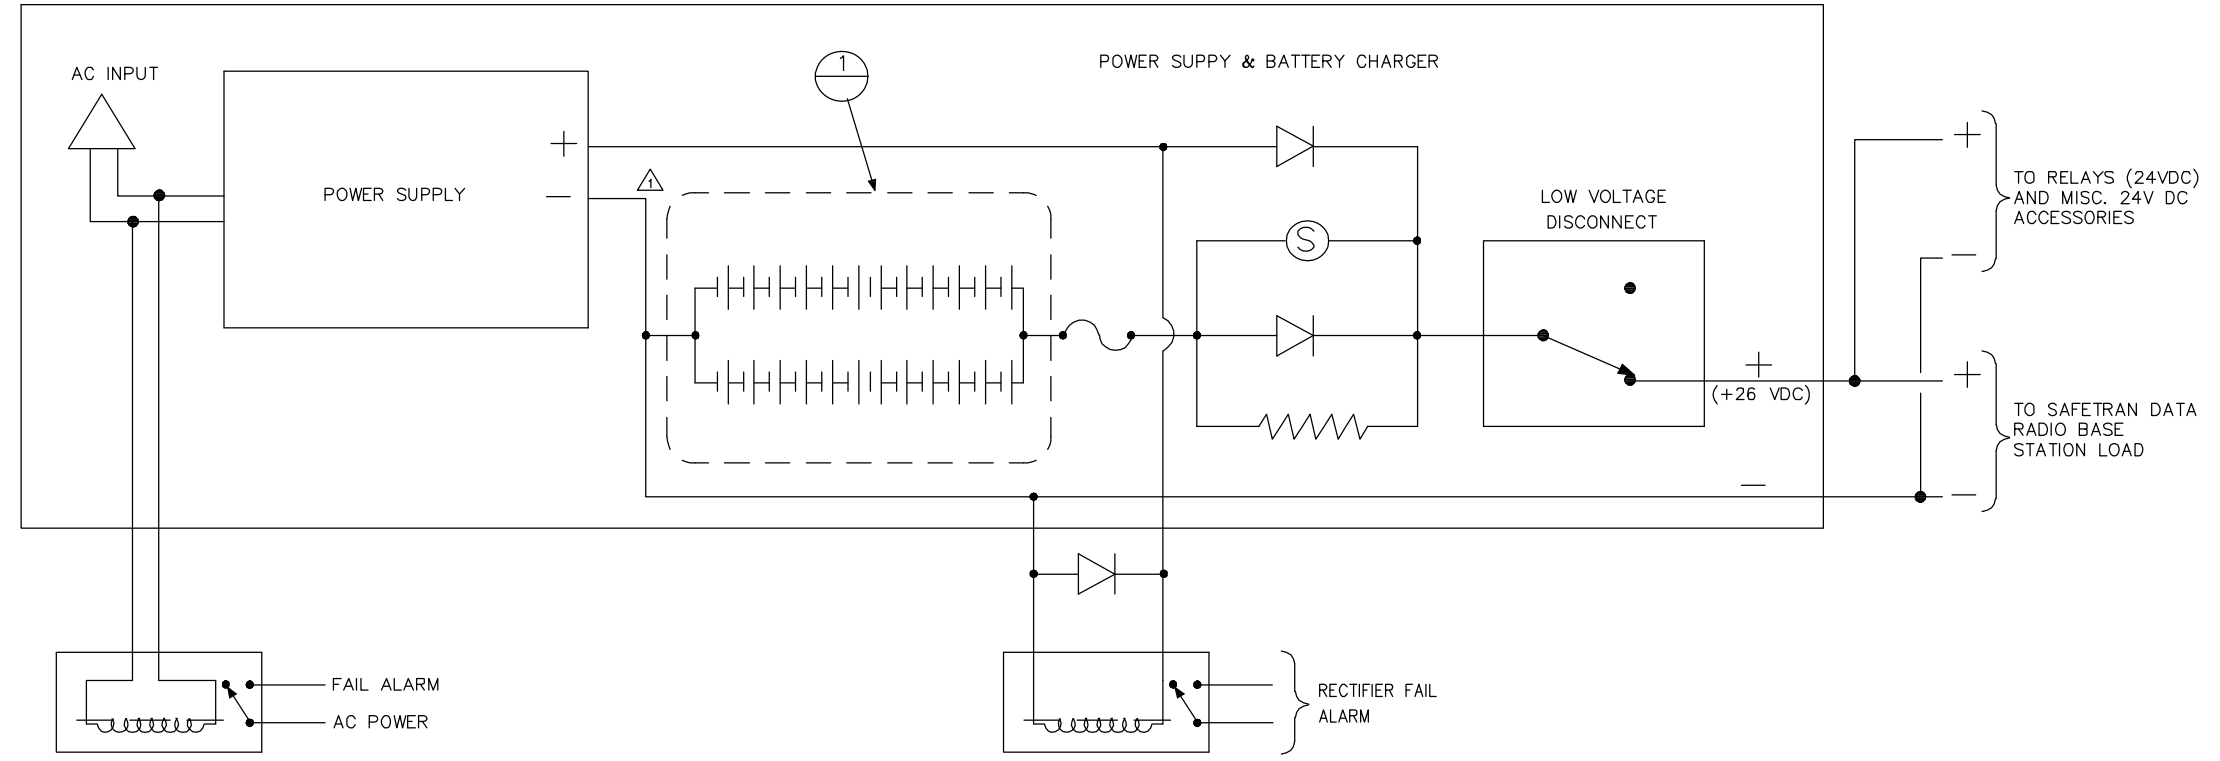 POWER SUPPY & BATTERY CHARGER
AC INPUT
1
+
POWER SUPPLY
−
1
S
LOW VOLTAGE
DISCONNECT
+
(+26 VDC)
−
+
TO RELAYS (24VDC)
AND MISC. 24V DC
ACCESSORIES
−
+
TO SAFETRAN DATA
RADIO BASE
STATION LOAD
−
FAIL ALARM
AC POWER
RECTIFIER FAIL
ALARM